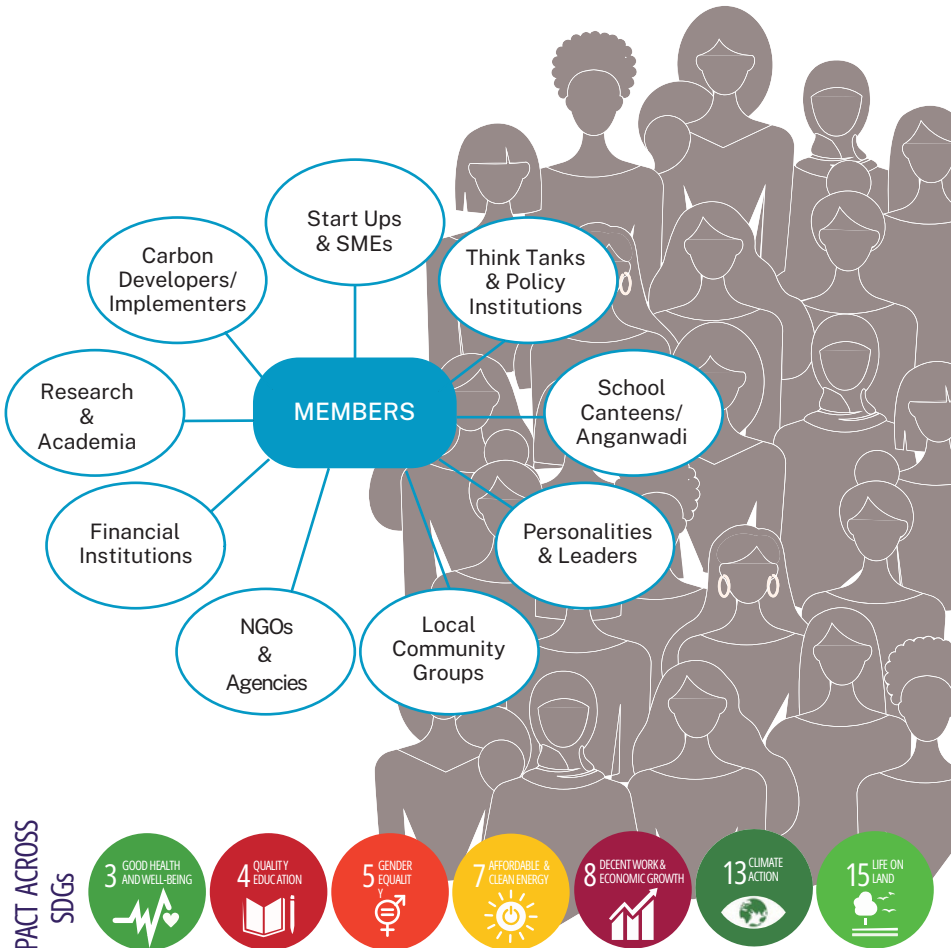 Start Ups
& SMEs
Carbon
Developers/
Implementers
Think Tanks
& Policy
Institutions
Research
&
Academia
MEMBERS
School
Canteens/
Anganwadi
Financial
Institutions
Personalities
& Leaders
NGOs
&
Agencies
Local
Community
Groups
PACT ACROSS
SDGs
3 GOOD HEALTH
AND WELL-BEING
4 QUALITY
EDUCATION
5 GENDER
EQUALIT
Y
7 AFFORDABLE &
CLEAN ENERGY
8 DECENT WORK &
ECONOMIC GROWTH
13 CLIMATE
ACTION
15 LIFE ON
LAND